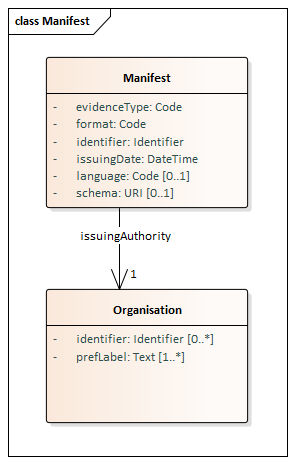 class Manifest
Manifest
- evidenceType: Code
- format: Code
- identifier: Identifier
- issuingDate: DateTime
- language: Code [0..1]
- schema: URI [0..1]
issuingAuthority
1
Organisation
- identifier: Identifier [0..*]
- prefLabel: Text [1..*]